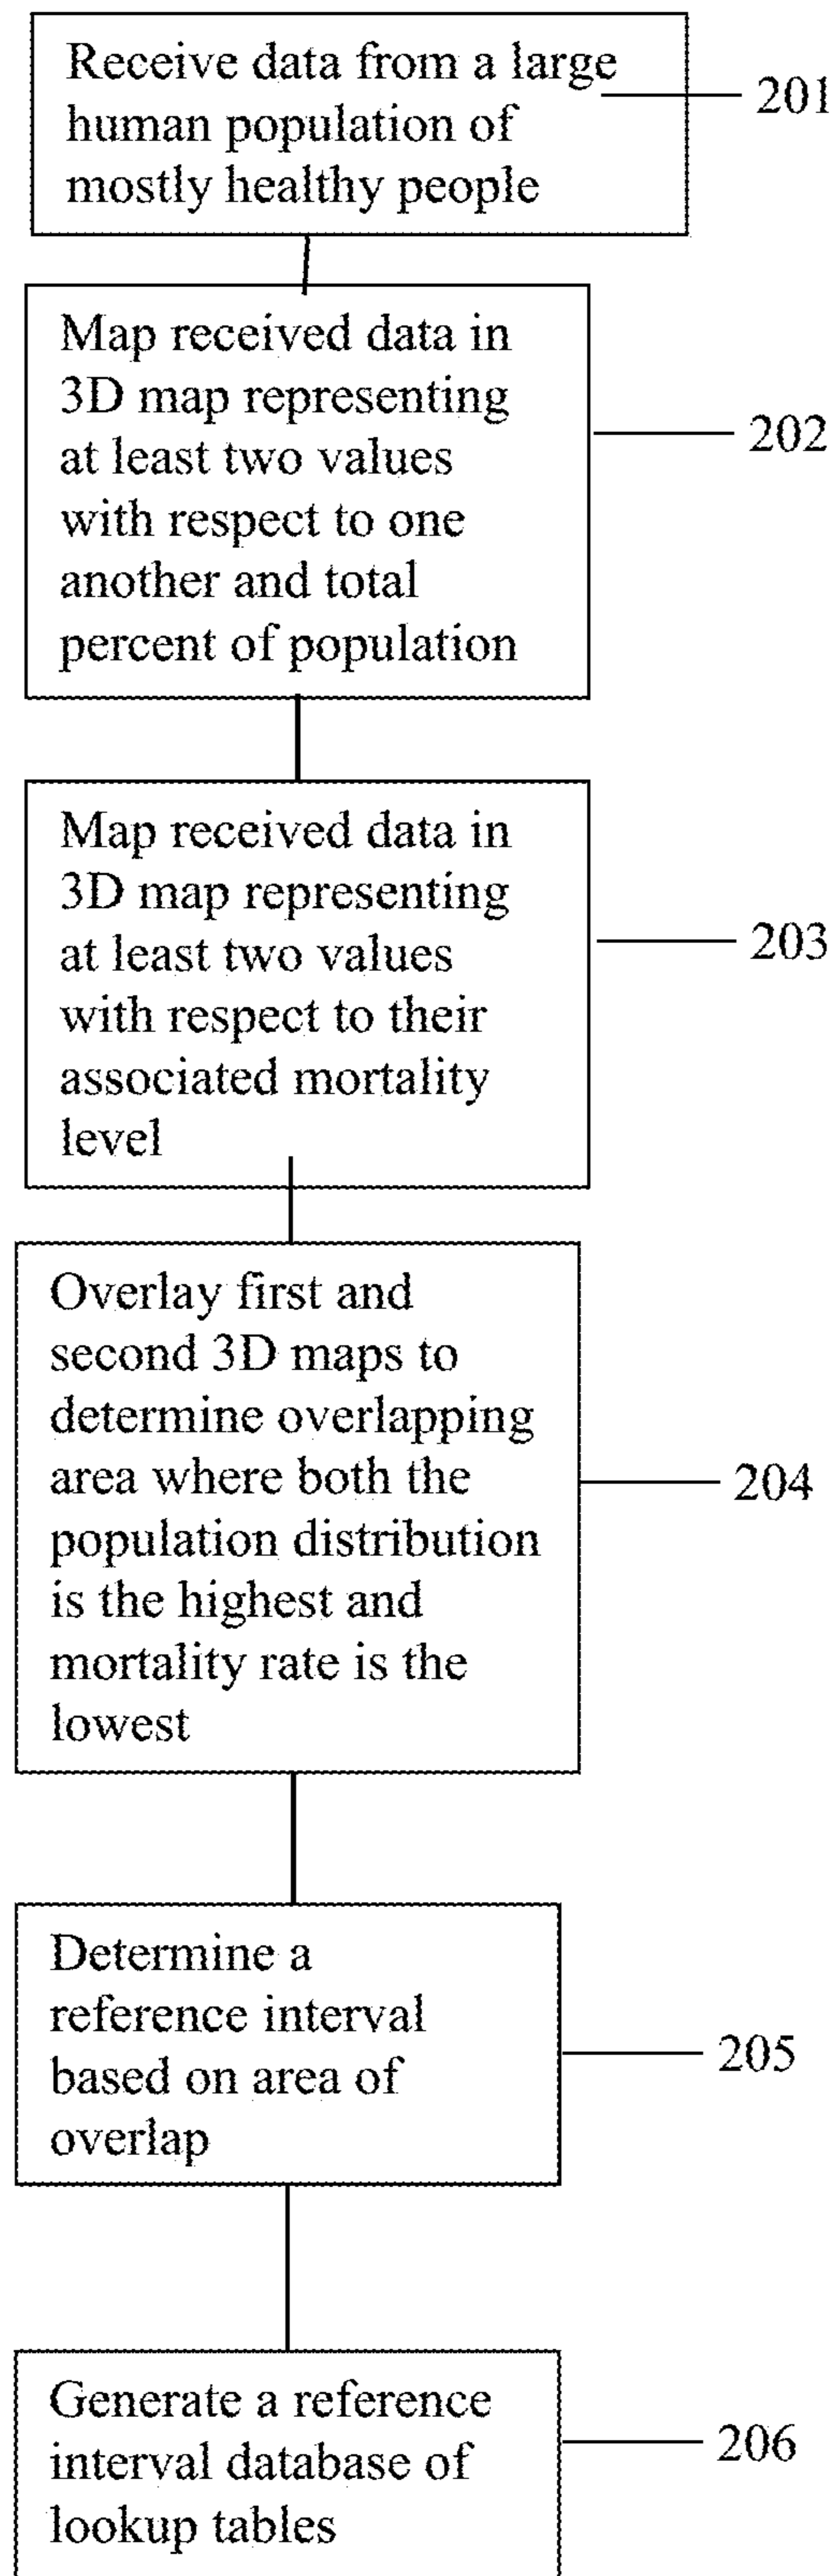 Receive data from a large
human population of
mostly healthy people
201
Map received data in
3D map representing
at least two values
with respect to one
another and total
percent of population
202
Map received data in
3D map representing
at least two values
with respect to their
associated mortality
level
203
Overlay first and
second 3D maps to
determine overlapping
area where both the
population distribution
is the highest and
mortality rate is the
lowest
204
Determine a
reference interval
based on area of
overlap
205
Generate a reference
interval database of
lookup tables
206